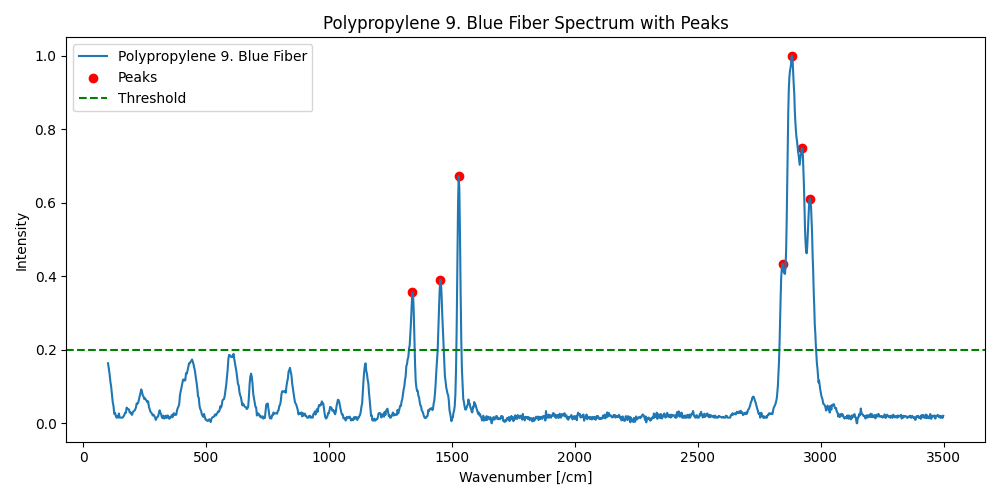 Polypropylene 9. Blue Fiber Spectrum with Peaks
Polypropylene 9. Blue Fiber
Peaks
Threshold
1.0
0.8
0.6
0.4
0.2
0.0
Intensity
0 500 1000 1500 2000 2500 3000 3500
Wavenumber [/cm]